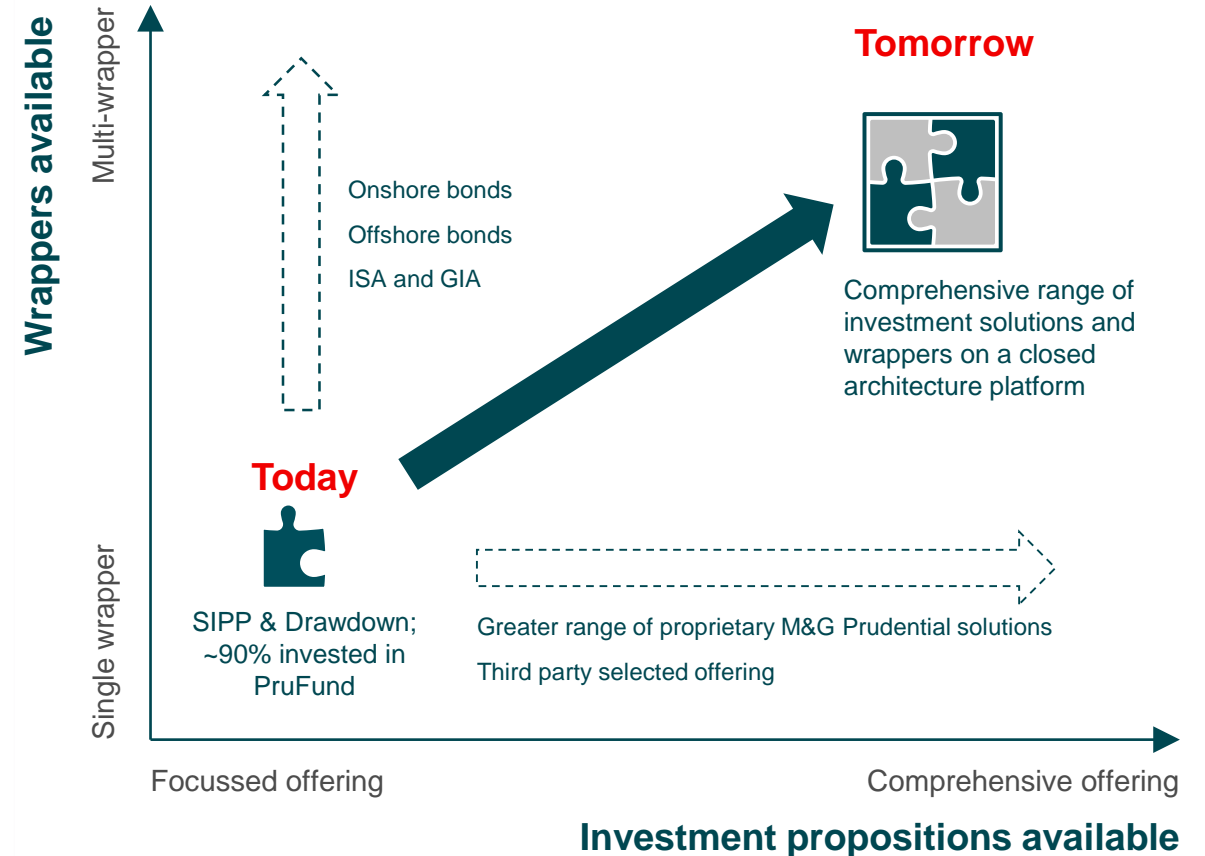 Wrappers available
Multi-wrapper
Single wrapper
Tomorrow
Onshore bonds
Offshore bonds
ISA and GIA
Comprehensive range of
investment solutions and
wrappers on a closed
architecture platform
Today
SIPP & Drawdown;
~90% invested in
PruFund
Greater range of proprietary M&G Prudential solutions
Third party selected offering
Focussed offering
Comprehensive offering
Investment propositions available